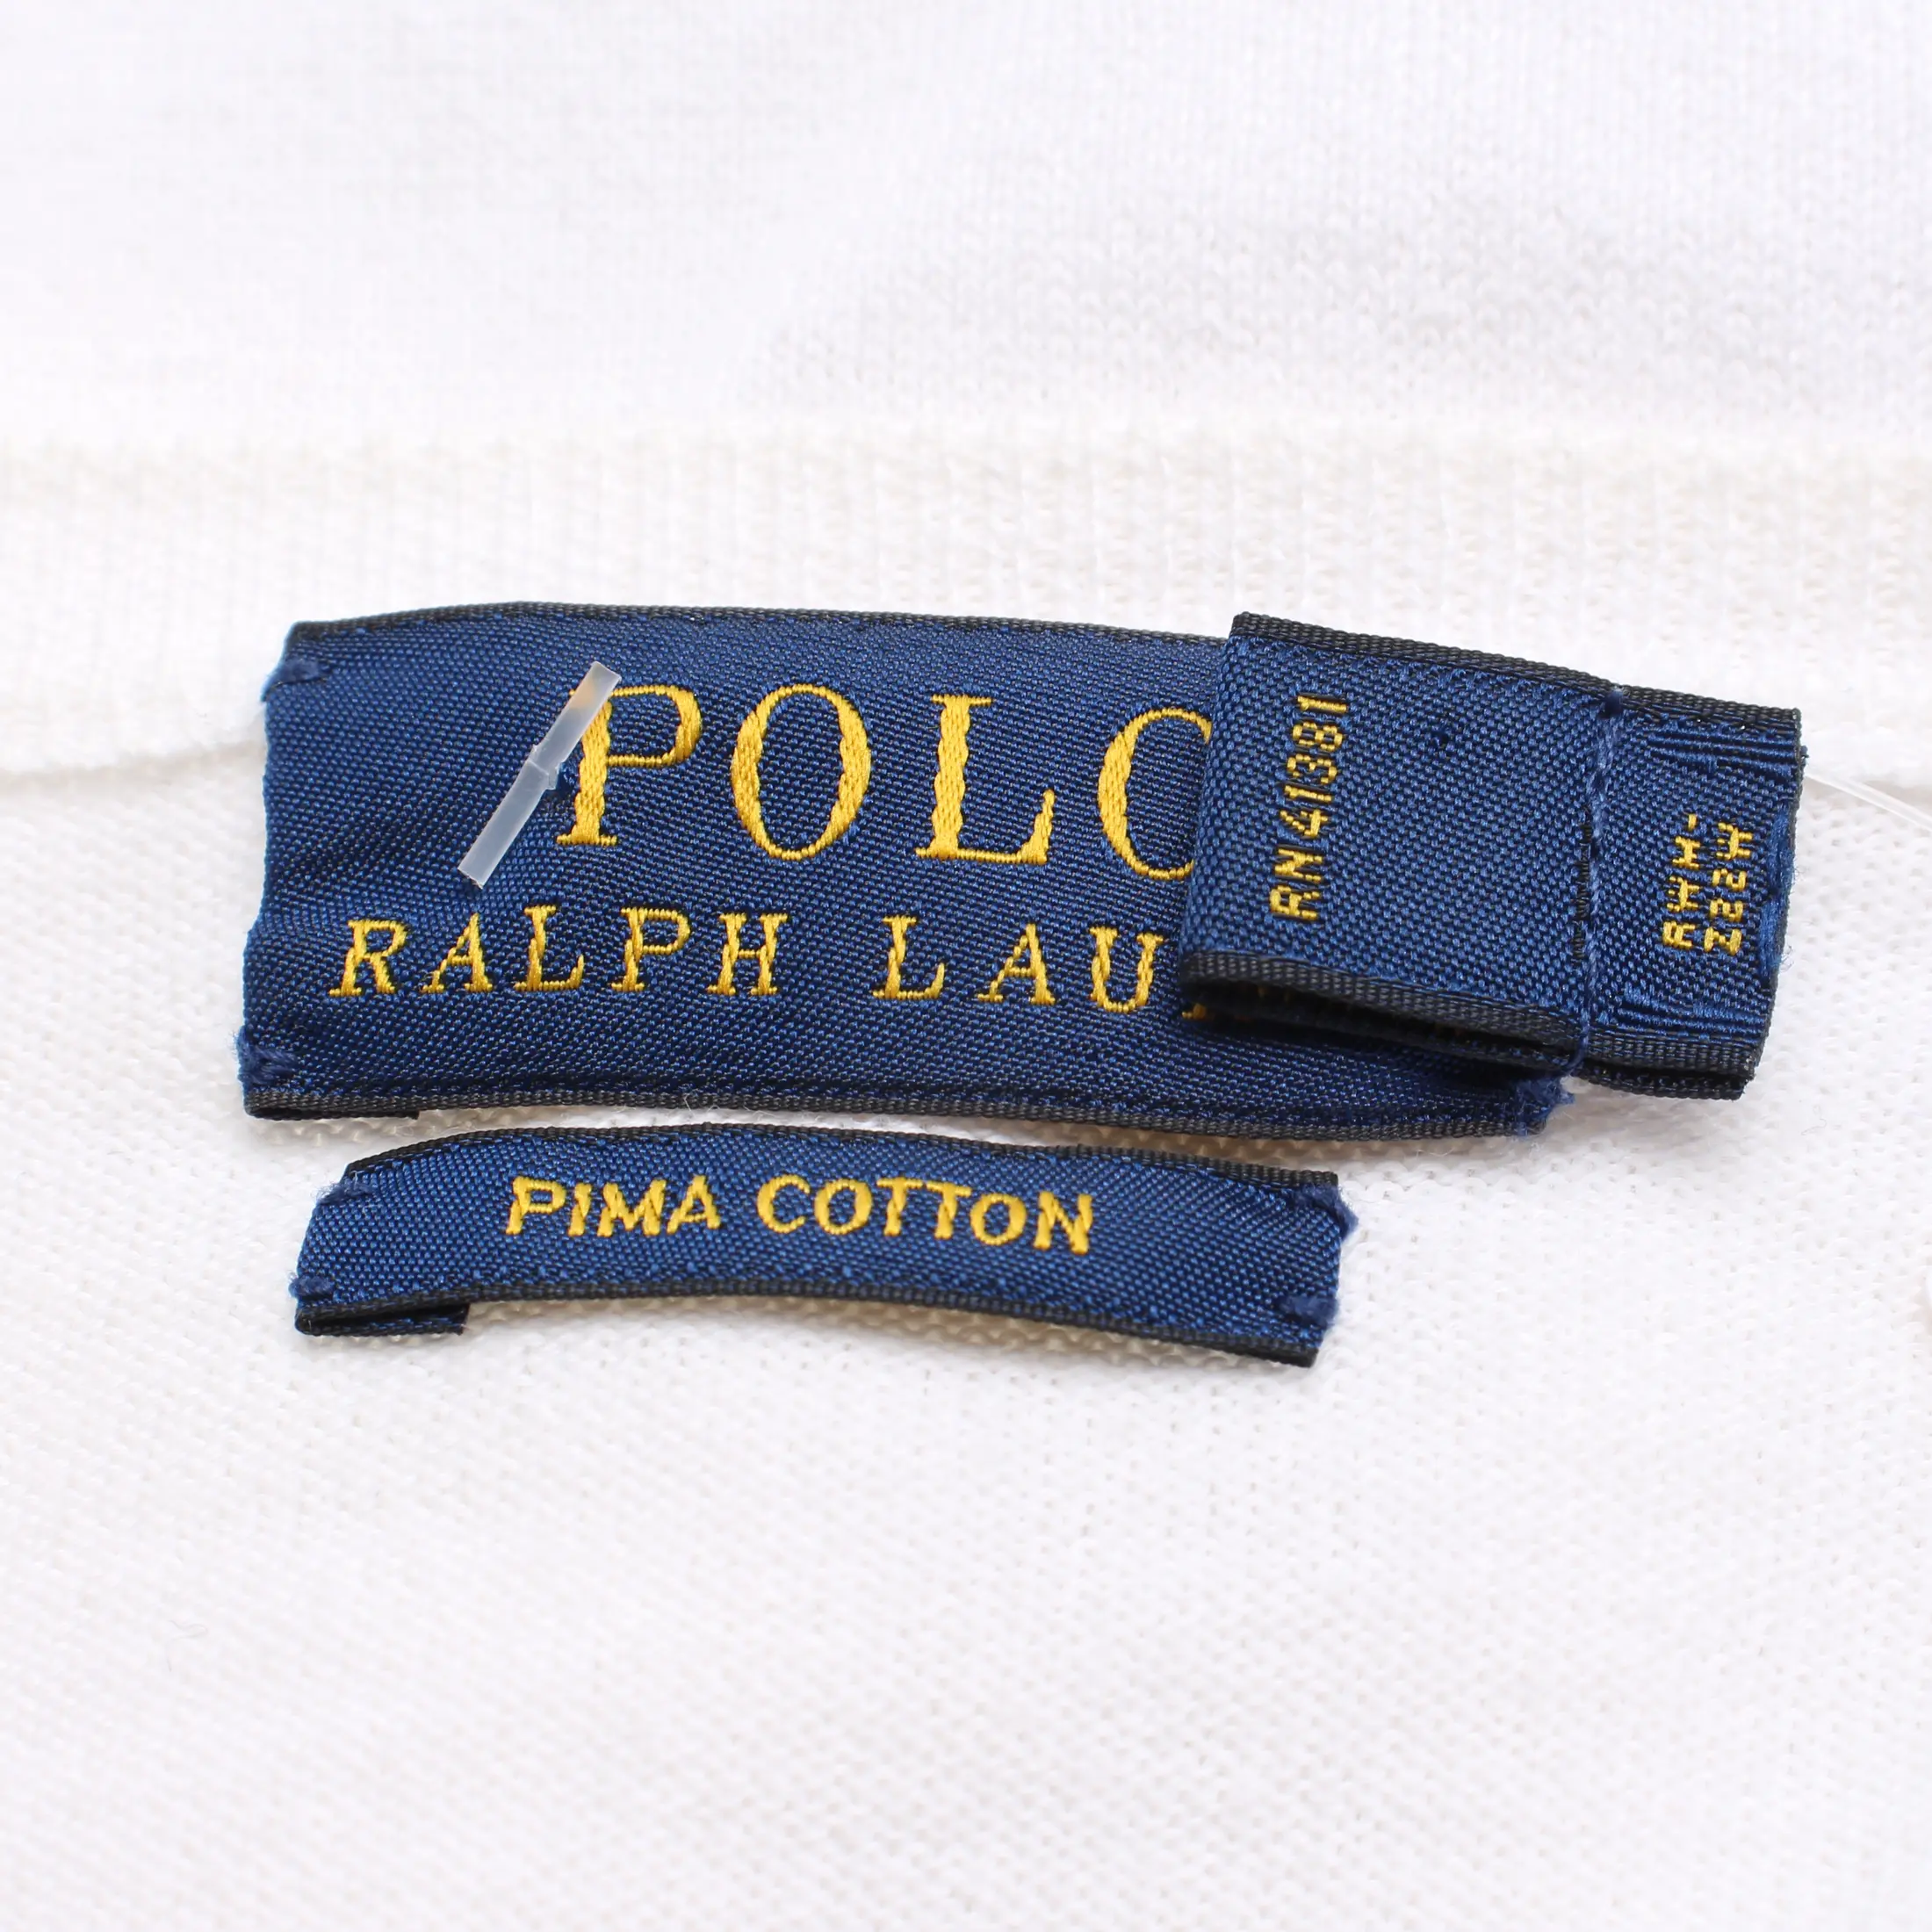 POLO
RALPH LAU
RN 41381
PIMA COTTON